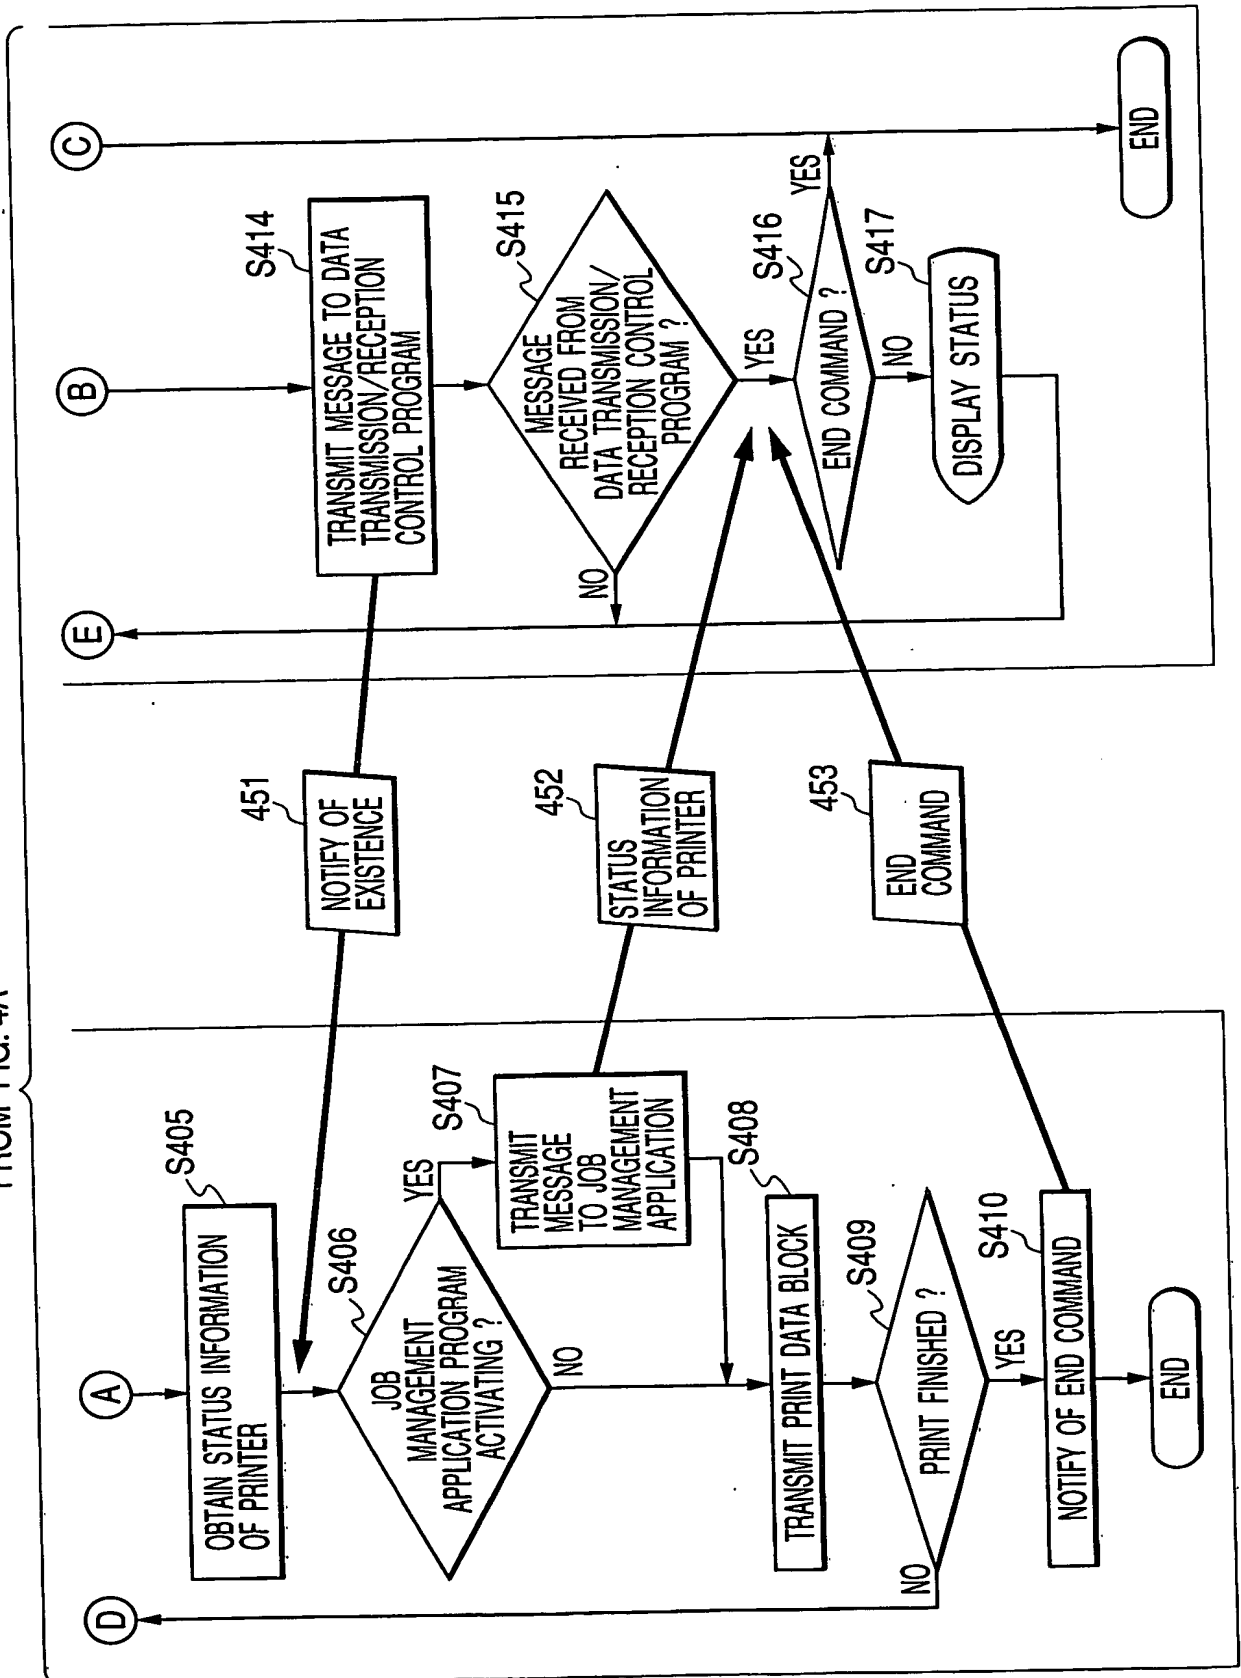 FROM FIG. 4A
A
S405
OBTAIN STATUS INFORMATION
OF PRINTER
S406
JOB
MANAGEMENT
APPLICATION PROGRAM
ACTIVATING ?
YES
NO
S407
TRANSMIT
MESSAGE
TO JOB
MANAGEMENT
APPLICATION
S408
TRANSMIT PRINT DATA BLOCK
S409
PRINT FINISHED ?
NO
YES
S410
NOTIFY OF END COMMAND
END
D
451
NOTIFY OF
EXISTENCE
452
STATUS
INFORMATION
OF PRINTER
453
END
COMMAND
E
B
C
S414
TRANSMIT MESSAGE TO DATA
TRANSMISSION/RECEPTION
CONTROL PROGRAM
S415
MESSAGE
RECEIVED FROM
DATA TRANSMISSION/
RECEPTION CONTROL
PROGRAM ?
NO
YES
S416
END COMMAND ?
YES
NO
S417
DISPLAY STATUS
END